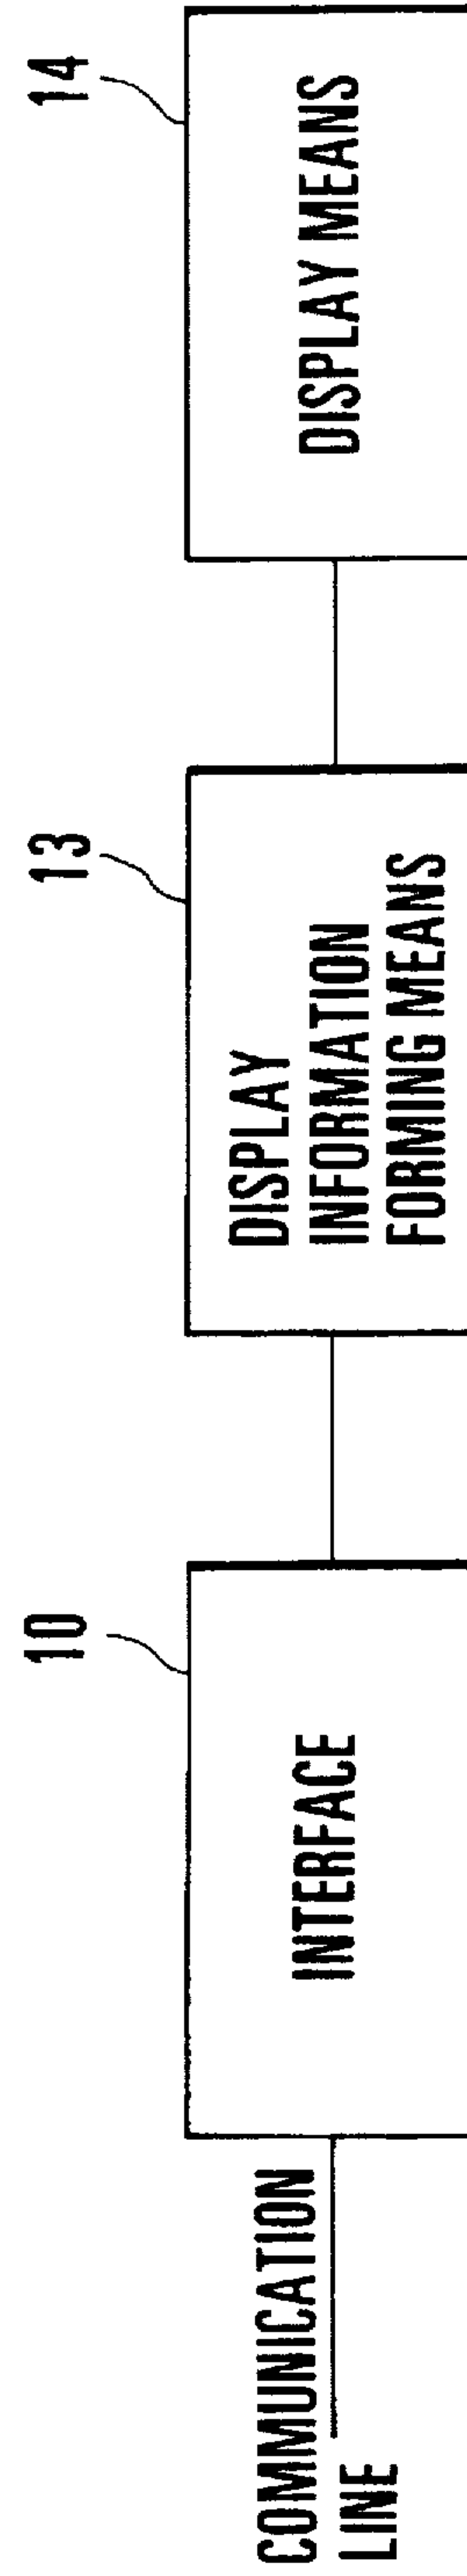 COMMUNICATION
LINE
10
INTERFACE
13
DISPLAY
INFORMATION
FORMING MEANS
14
DISPLAY MEANS